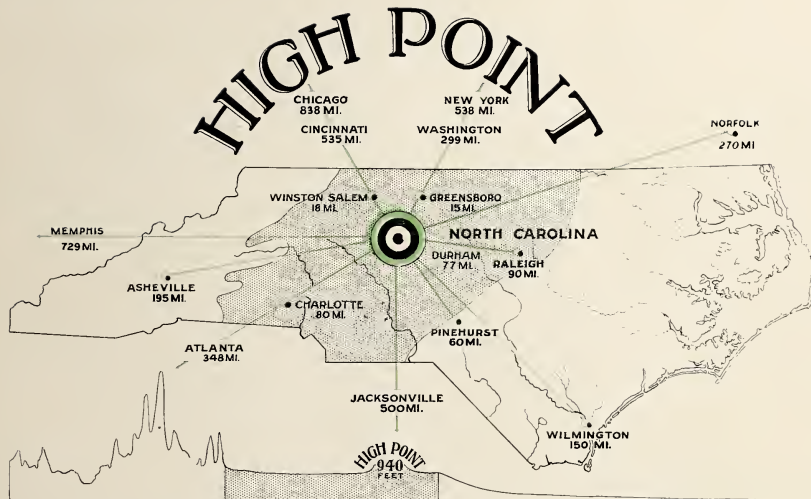 HIGH POINT
CHICAGO
838 MI.
NEW YORK
538 MI.
CINCINNATI
535 MI.
WASHINGTON
299 MI.
NORFOLK
270 MI
WINSTON SALEM
18 MI.
GREENSBORO
15 MI.
MEMPHIS
729 MI.
NORTH CAROLINA
DURHAM
77 MI.
RALEIGH
90 MI.
ASHEVILLE
195 MI.
CHARLOTTE
80 MI.
PINEHURST
60 MI.
ATLANTA
348 MI.
JACKSONVILLE
500 MI.
WILMINGTON
150 MI.
HIGH POINT
940
FEET